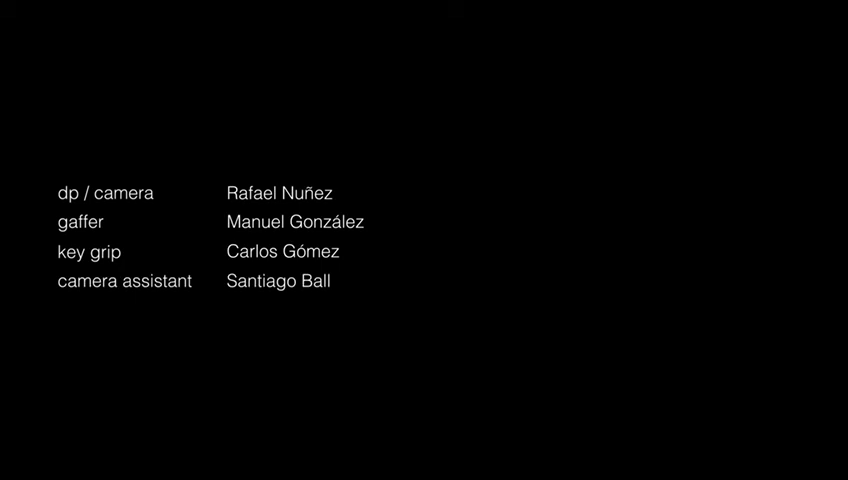 dp / camera Rafael Nuñez
gaffer Manuel González
key grip Carlos Gómez
camera assistant Santiago Ball